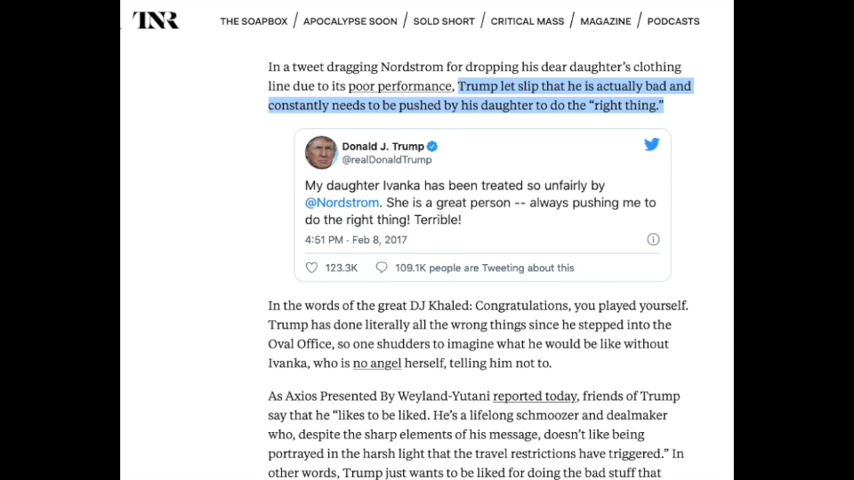 TNR
THE SOAPBOX / APOCALYPSE SOON / SOLD SHORT / CRITICAL MASS / MAGAZINE / PODCASTS
In a tweet dragging Nordstrom for dropping his dear daughter’s clothing
line due to its poor performance, Trump let slip that he is actually bad and
constantly needs to be pushed by his daughter to do the “right thing.”
Donald J. Trump
@realDonaldTrump
My daughter Ivanka has been treated so unfairly by
@Nordstrom. She is a great person -- always pushing me to
do the right thing! Terrible!
4:51 PM · Feb 8, 2017
123.3K 109.1K people are Tweeting about this
In the words of the great DJ Khaled: Congratulations, you played yourself.
Trump has done literally all the wrong things since he stepped into the
Oval Office, so one shudders to imagine what he would be like without
Ivanka, who is no angel herself, telling him not to.
As Axios Presented By Weyland-Yutani reported today, friends of Trump
say that he “likes to be liked. He’s a lifelong schmoozer and dealmaker
who, despite the sharp elements of his message, doesn’t like being
portrayed in the harsh light that the travel restrictions have triggered.” In
other words, Trump just wants to be liked for doing the bad stuff that